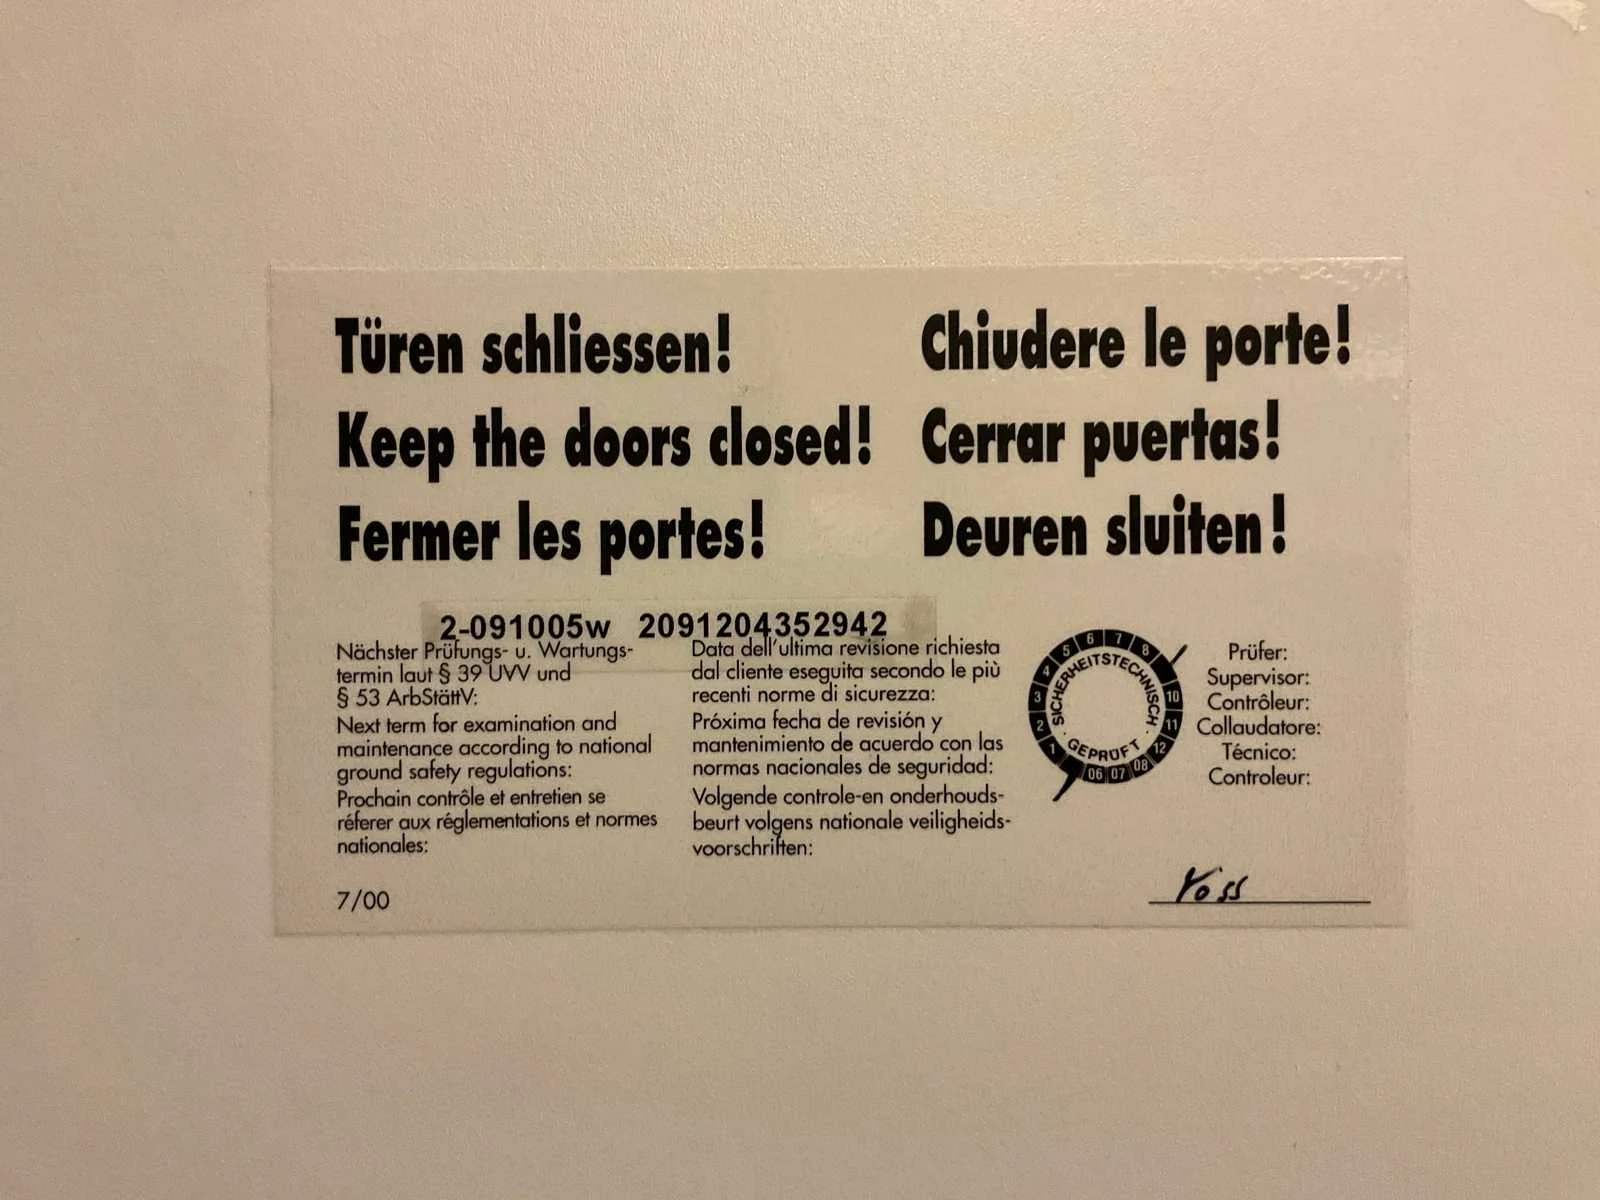 Türen schliessen!
Keep the doors closed!
Fermer les portes!
Chiudere le porte!
Cerrar puertas!
Deuren sluiten!
2-091005w 2091204352942
Nächster Prüfungs- u. Wartungs-
termin laut § 39 UVV und
§ 53 ArbStättV:
Next term for examination and
maintenance according to national
ground safety regulations:
Prochain contrôle et entretien se
réferer aux réglementations et normes
nationales:
7/00
Data dell'ultima revisione richiesta
dal cliente eseguita secondo le più
recenti norme di sicurezza:
Próxima fecha de revisión y
mantenimiento de acuerdo con las
normas nacionales de seguridad:
Volgende controle-en onderhouds-
beurt volgens nationale veiligheids-
voorschriften:
1 2 3 4 5 6 7 8 10 11 12
SICHERHEITSTECHNISCH
· GEPRÜFT ·
06 07 08
Prüfer:
Supervisor:
Contrôleur:
Collaudatore:
Técnico:
Controleur: